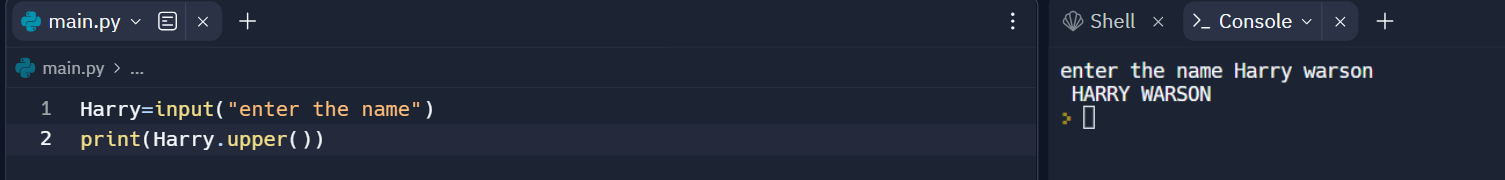 main.py
main.py > ...
1 Harry=input("enter the name")
2 print(Harry.upper())
Shell
>_ Console
enter the name Harry warson
 HARRY WARSON
>